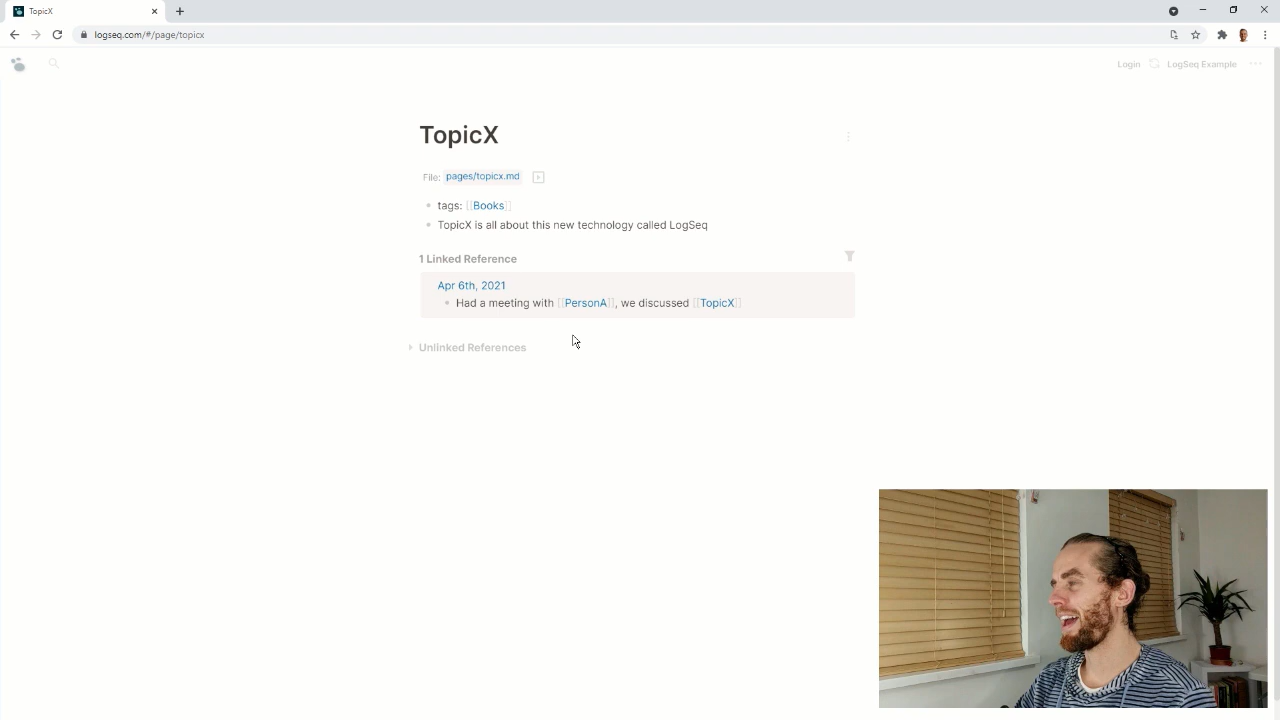 TopicX
logseq.com/#/page/topicx
Login LogSeq Example
TopicX
File: pages/topicx.md
tags: [[Books]]
TopicX is all about this new technology called LogSeq
1 Linked Reference
Apr 6th, 2021
Had a meeting with [[PersonA]], we discussed [[TopicX]]
Unlinked References